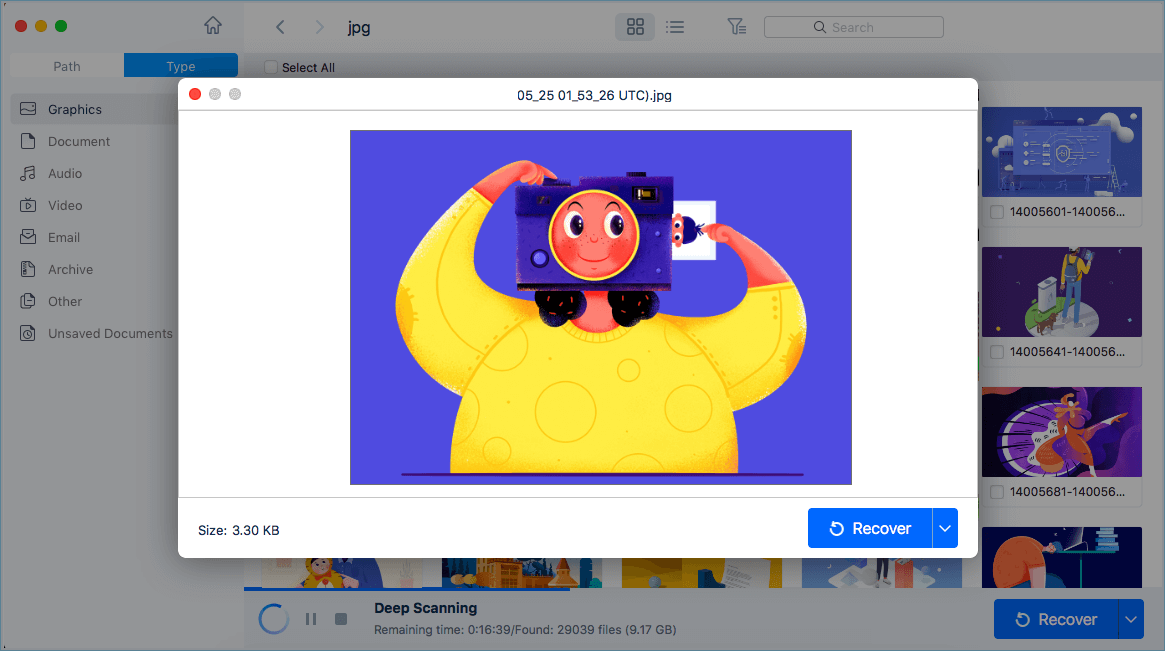 jpg
Search
Path
Type
Select All
05_25 01_53_26 UTC).jpg
Graphics
Document
Audio
Video
Email
Archive
Other
Unsaved Documents
14005601-140056...
14005641-140056...
14005681-140056...
Size: 3.30 KB
Recover
Deep Scanning
Remaining time: 0:16:39/Found: 29039 files (9.17 GB)
Recover